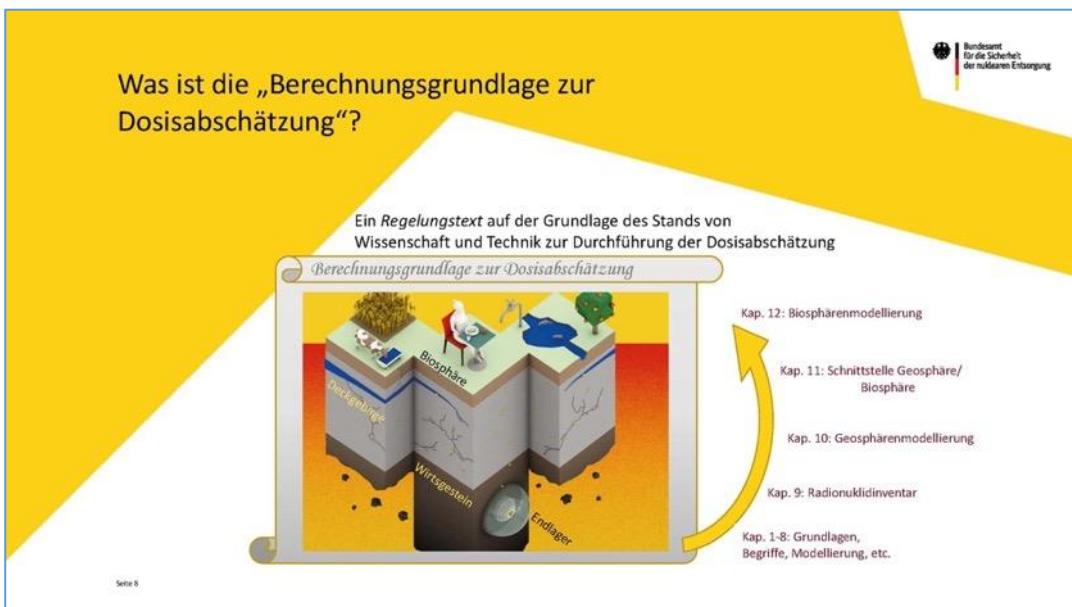 Was ist die „Berechnungsgrundlage zur
Dosisabschätzung“?
Bundesamt
für die Sicherheit
der nuklearen Entsorgung
Ein Regelungstext auf der Grundlage des Stands von
Wissenschaft und Technik zur Durchführung der Dosisabschätzung
Berechnungsgrundlage zur Dosisabschätzung
Biosphäre
Deckgebirge
Wirtsgestein
Endlager
Kap. 12: Biosphärenmodellierung
Kap. 11: Schnittstelle Geosphäre/
Biosphäre
Kap. 10: Geosphärenmodellierung
Kap. 9: Radionuklidinventar
Kap. 1-8: Grundlagen,
Begriffe, Modellierung, etc.
Seite 8